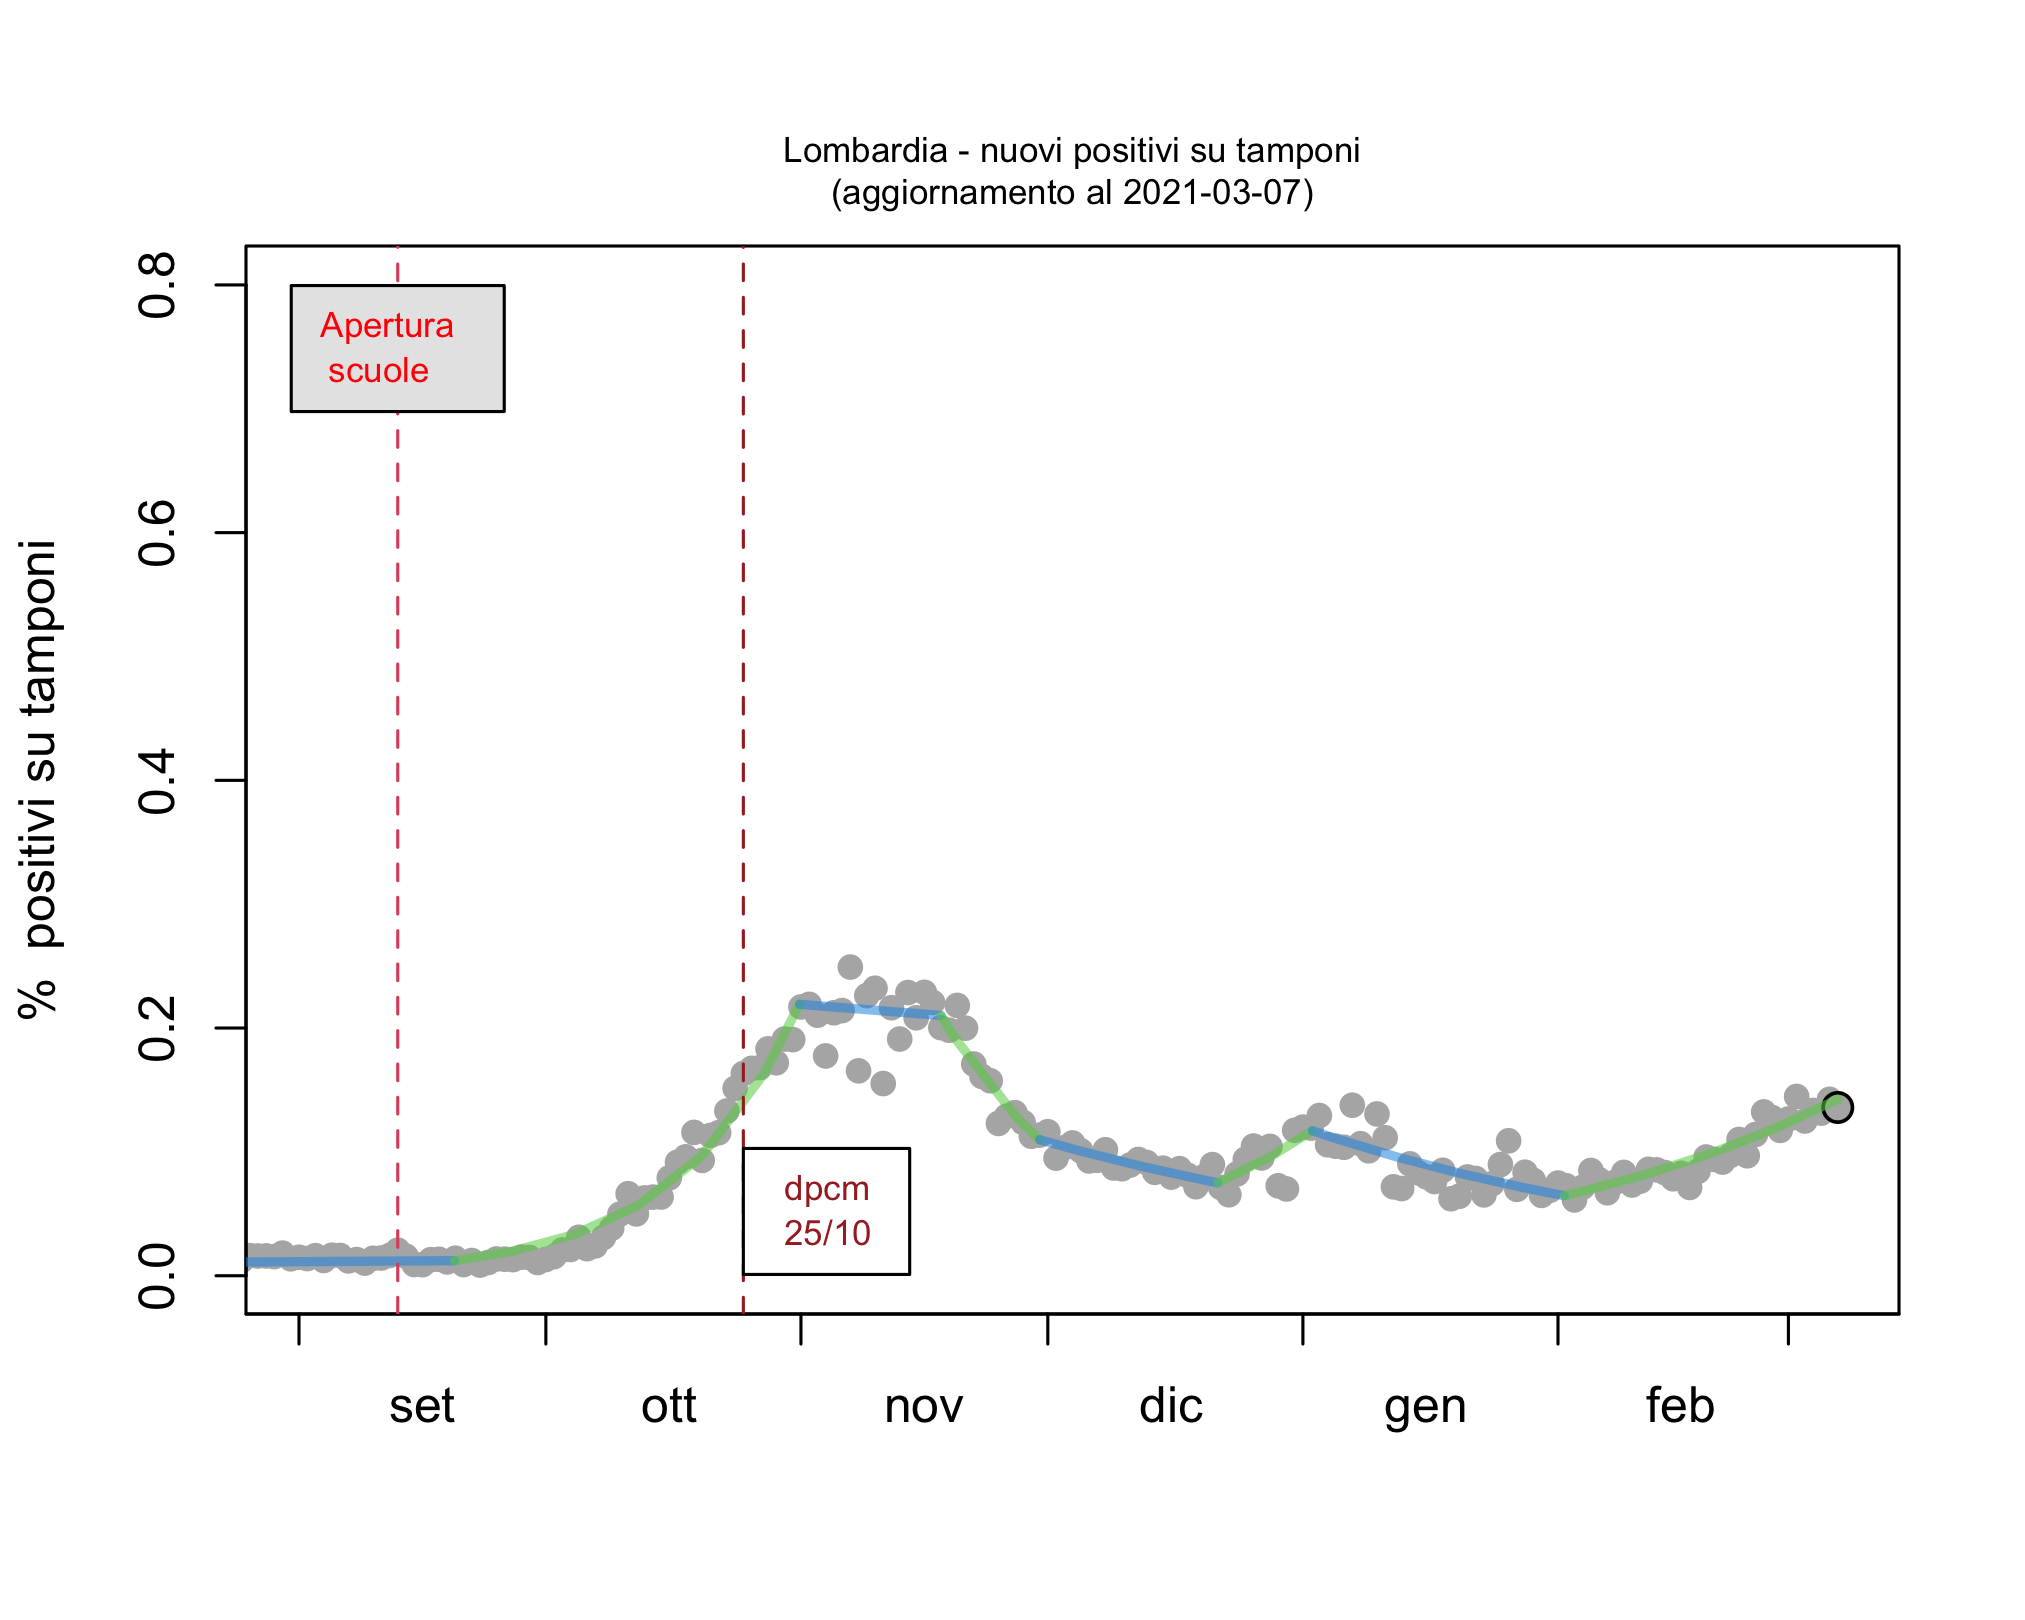 Lombardia - nuovi positivi su tamponi
(aggiornamento al 2021-03-07)
% positivi su tamponi
0.8
0.6
0.4
0.2
0.0
Apertura
scuole
dpcm
25/10
set ott nov dic gen feb